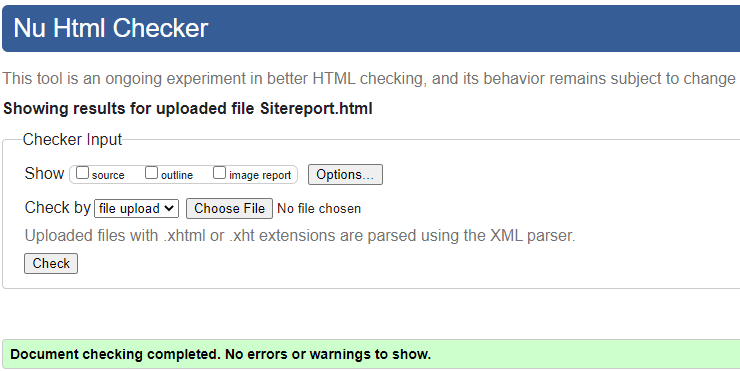 Nu Html Checker
This tool is an ongoing experiment in better HTML checking, and its behavior remains subject to change
Showing results for uploaded file Sitereport.html
Checker Input
Show source outline image report Options...
Check by file upload Choose File No file chosen
Uploaded files with .xhtml or .xht extensions are parsed using the XML parser.
Check
Document checking completed. No errors or warnings to show.